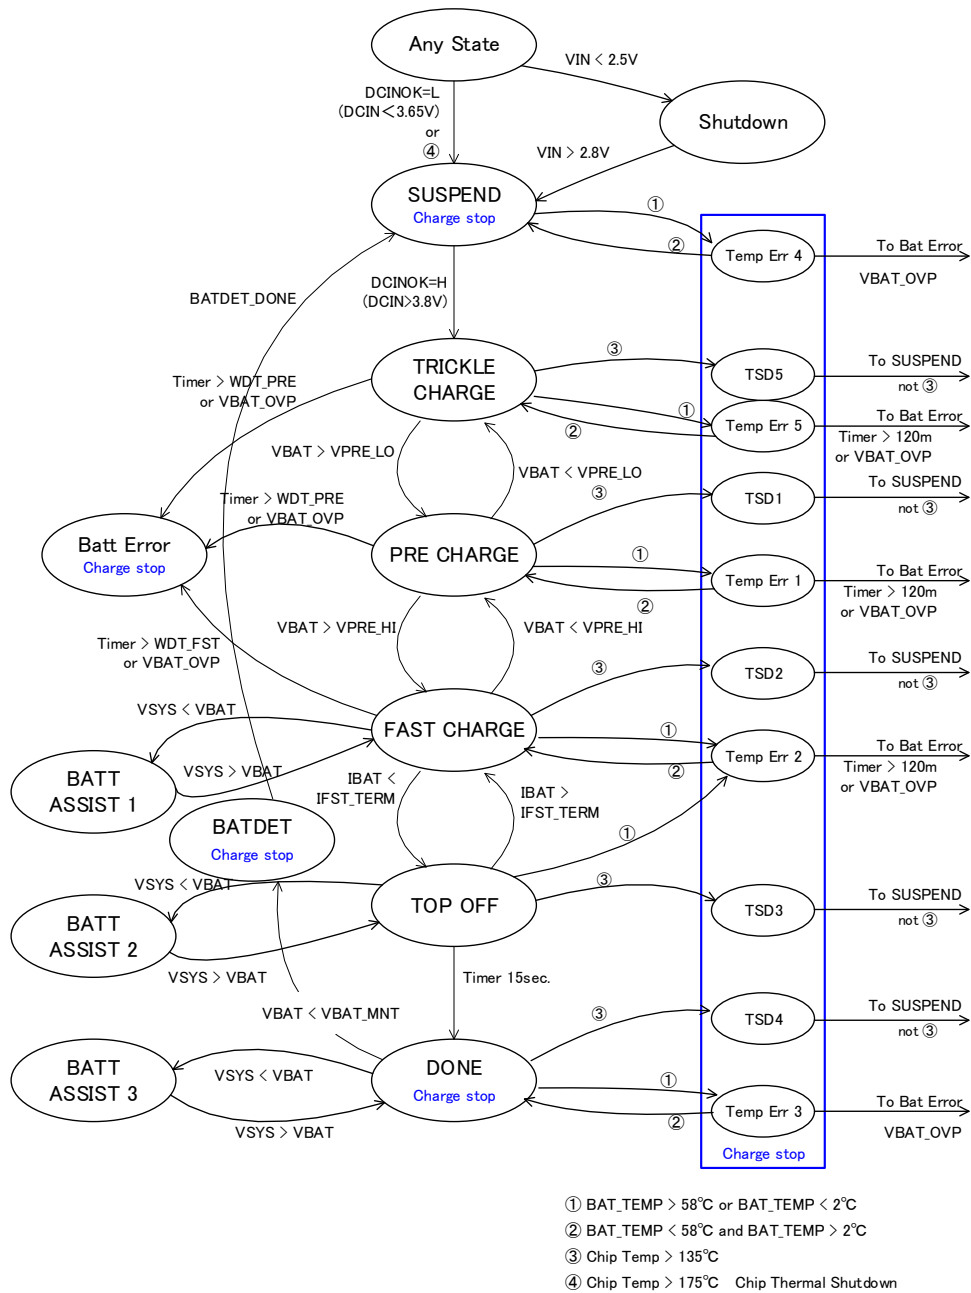 Any State
VIN < 2.5V
DCINOK=L
(DCIN<3.65V)
or
④
Shutdown
VIN > 2.8V
SUSPEND
Charge stop
①
②
Temp Err 4
To Bat Error
VBAT_OVP
BATDET_DONE
DCINOK=H
(DCIN>3.8V)
③
TRICKLE
CHARGE
TSD5
To SUSPEND
not ③
Timer > WDT_PRE
or VBAT_OVP
①
②
Temp Err 5
To Bat Error
Timer > 120m
or VBAT_OVP
VBAT > VPRE_LO
VBAT < VPRE_LO
③
TSD1
To SUSPEND
not ③
Timer > WDT_PRE
or VBAT_OVP
Batt Error
Charge stop
PRE CHARGE
①
②
Temp Err 1
To Bat Error
Timer > 120m
or VBAT_OVP
VBAT > VPRE_HI
VBAT < VPRE_HI
Timer > WDT_FST
or VBAT_OVP
③
TSD2
To SUSPEND
not ③
VSYS < VBAT
FAST CHARGE
①
②
Temp Err 2
To Bat Error
Timer > 120m
or VBAT_OVP
VSYS > VBAT
BATT
ASSIST 1
IBAT <
IFST_TERM
IBAT >
IFST_TERM
BATDET
Charge stop
①
VSYS < VBAT
③
TOP OFF
TSD3
To SUSPEND
not ③
BATT
ASSIST 2
VSYS > VBAT
Timer 15sec.
VBAT < VBAT_MNT
③
TSD4
To SUSPEND
not ③
BATT
ASSIST 3
VSYS < VBAT
DONE
Charge stop
①
②
Temp Err 3
To Bat Error
VBAT_OVP
VSYS > VBAT
Charge stop
① BAT_TEMP > 58℃ or BAT_TEMP < 2℃
② BAT_TEMP < 58℃ and BAT_TEMP > 2℃
③ Chip Temp > 135℃
④ Chip Temp > 175℃ Chip Thermal Shutdown